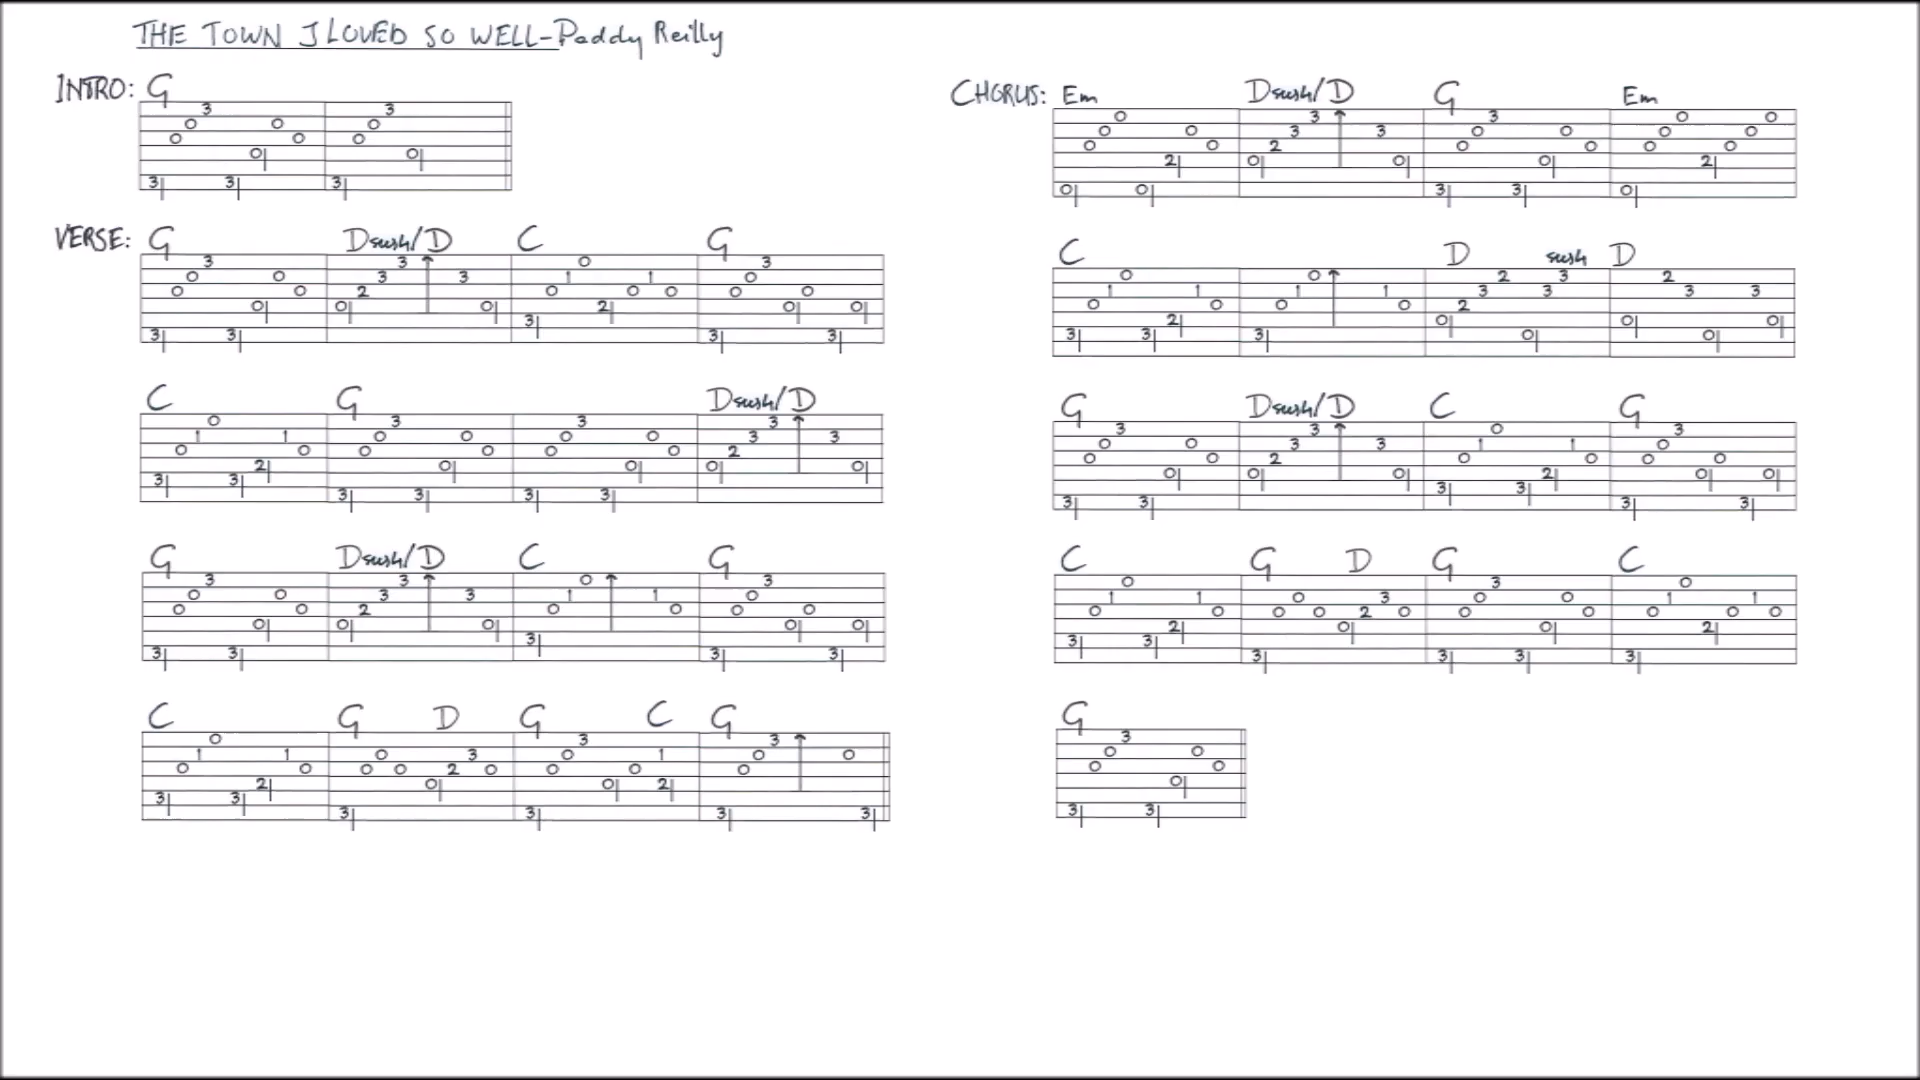 THE TOWN I LOVED SO WELL - Paddy Reilly
INTRO: G
VERSE: G Dsus4/D C G
C G Dsus4/D
G Dsus4/D C G
C G D G C G
CHORUS: Em Dsus4/D G Em
C D sus4 D
G Dsus4/D C G
C G D G C
G